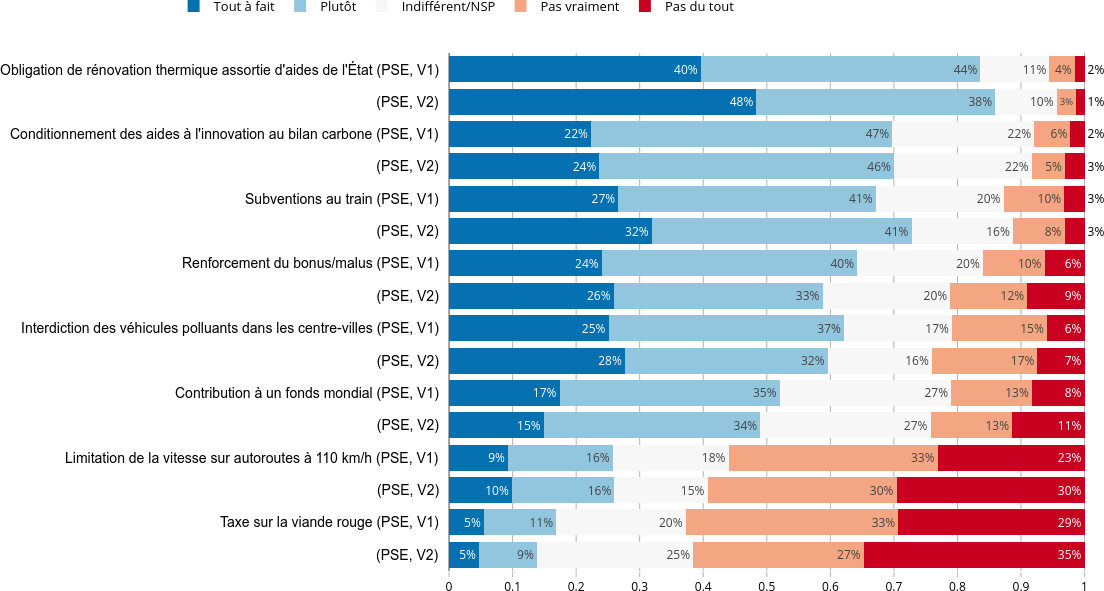 Tout à fait Plutôt Indifférent/NSP Pas vraiment Pas du tout
Obligation de rénovation thermique assortie d'aides de l'État (PSE, V1) 40% 44% 11% 4% 2%
(PSE, V2) 48% 38% 10% 3% 1%
Conditionnement des aides à l'innovation au bilan carbone (PSE, V1) 22% 47% 22% 6% 2%
(PSE, V2) 24% 46% 22% 5% 3%
Subventions au train (PSE, V1) 27% 41% 20% 10% 3%
(PSE, V2) 32% 41% 16% 8% 3%
Renforcement du bonus/malus (PSE, V1) 24% 40% 20% 10% 6%
(PSE, V2) 26% 33% 20% 12% 9%
Interdiction des véhicules polluants dans les centre-villes (PSE, V1) 25% 37% 17% 15% 6%
(PSE, V2) 28% 32% 16% 17% 7%
Contribution à un fonds mondial (PSE, V1) 17% 35% 27% 13% 8%
(PSE, V2) 15% 34% 27% 13% 11%
Limitation de la vitesse sur autoroutes à 110 km/h (PSE, V1) 9% 16% 18% 33% 23%
(PSE, V2) 10% 16% 15% 30% 30%
Taxe sur la viande rouge (PSE, V1) 5% 11% 20% 33% 29%
(PSE, V2) 5% 9% 25% 27% 35%
0 0.1 0.2 0.3 0.4 0.5 0.6 0.7 0.8 0.9 1